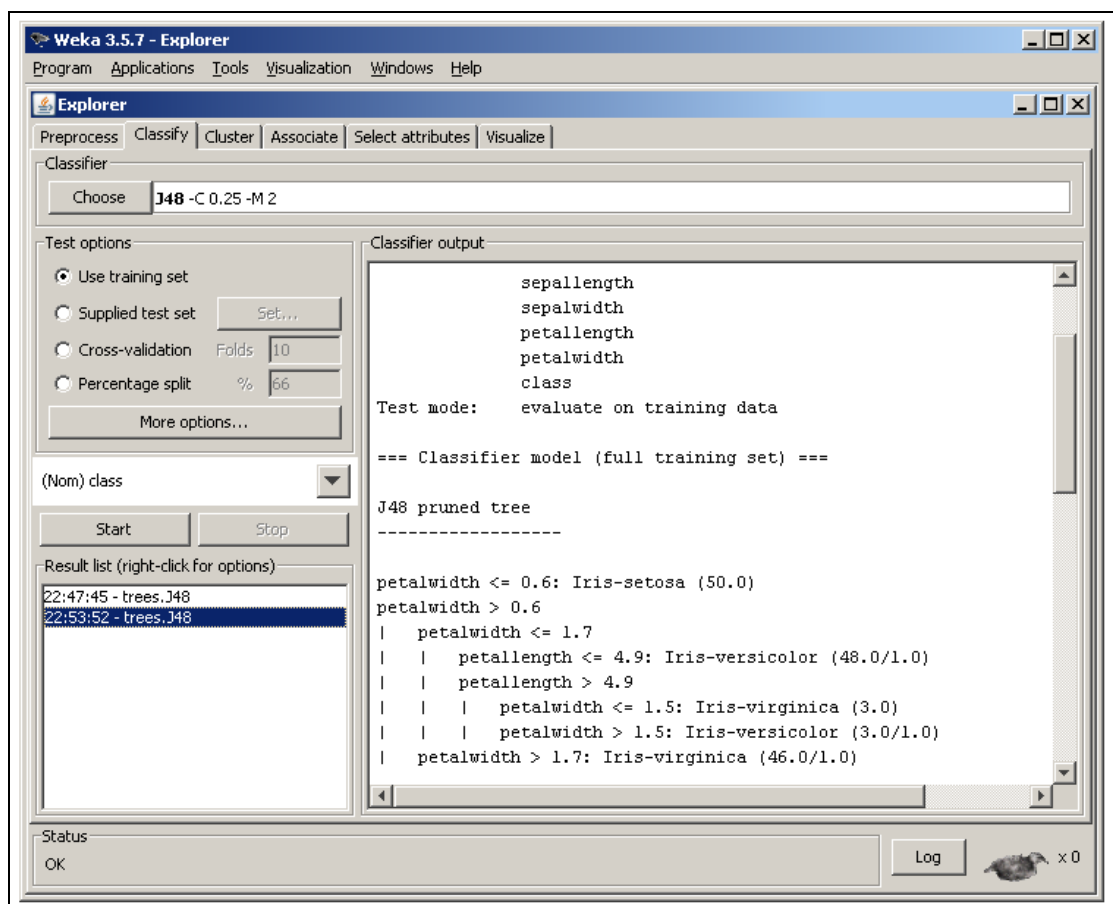 Weka 3.5.7 - Explorer
Program Applications Tools Visualization Windows Help
Explorer
Preprocess Classify Cluster Associate Select attributes Visualize
Classifier
Choose J48 -C 0.25 -M 2
Test options
Use training set
Supplied test set Set...
Cross-validation Folds 10
Percentage split % 66
More options...
(Nom) class
Start Stop
Result list (right-click for options)
22:47:45 - trees.J48
22:53:52 - trees.J48
Classifier output
sepallength
sepalwidth
petallength
petalwidth
class
Test mode: evaluate on training data
=== Classifier model (full training set) ===
J48 pruned tree
------------------
petalwidth <= 0.6: Iris-setosa (50.0)
petalwidth > 0.6
| petalwidth <= 1.7
| | petallength <= 4.9: Iris-versicolor (48.0/1.0)
| | petallength > 4.9
| | | petalwidth <= 1.5: Iris-virginica (3.0)
| | | petalwidth > 1.5: Iris-versicolor (3.0/1.0)
| petalwidth > 1.7: Iris-virginica (46.0/1.0)
Status
OK
Log x 0